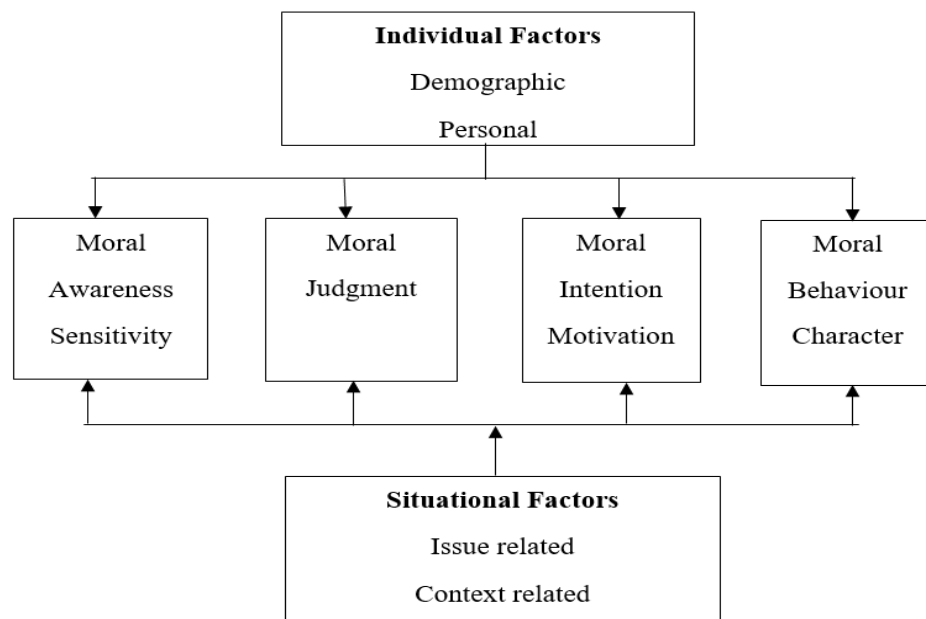 Individual Factors
Demographic
Personal
Moral
Awareness
Sensitivity
Moral
Judgment
Moral
Intention
Motivation
Moral
Behaviour
Character
Situational Factors
Issue related
Context related